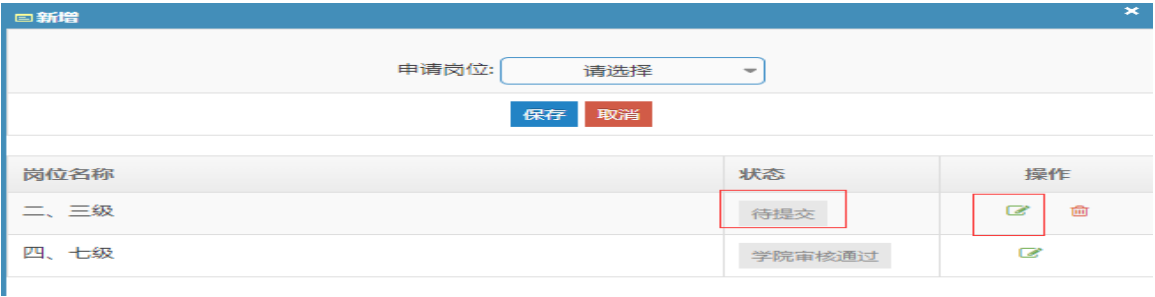 新增
申请岗位: 请选择
保存 取消
岗位名称 状态 操作
二、三级 待提交
四、七级 学院审核通过